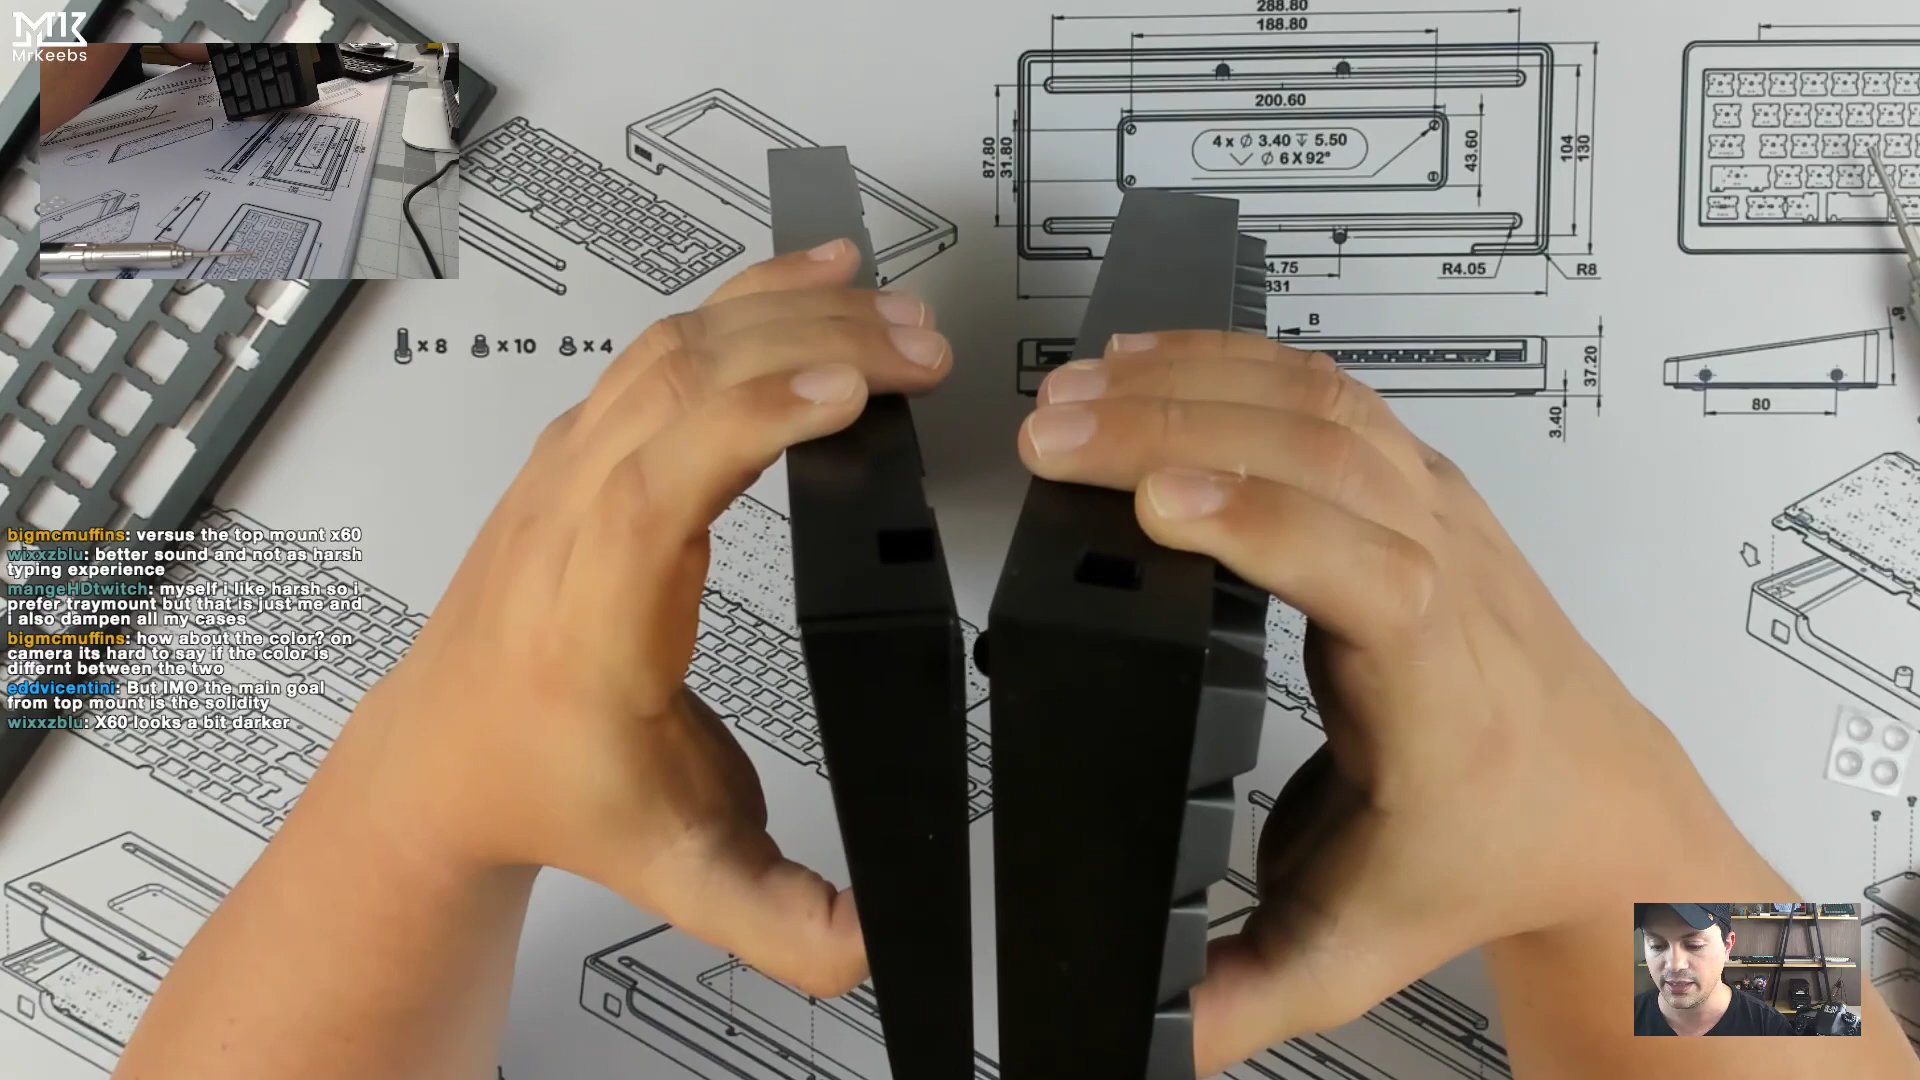 MK
MrKeebs
288.80
188.80
200.60
4 x Ø 3.40 ↧ 5.50
∨ Ø 6 X 92°
87.80
31.80
43.60
104
130
4.75
R4.05
R8
331
B
37.20
3.40
80
x 8
x 10
x 4
bigmcmuffins: versus the top mount x60
wixxzblu: better sound and not as harsh
typing experience
mangeHDtwitch: myself i like harsh so i
prefer traymount but that is just me and
i also dampen all my cases
bigmcmuffins: how about the color? on
camera its hard to say if the color is
differnt between the two
eddvicentini: But IMO the main goal
from top mount is the solidity
wixxzblu: X60 looks a bit darker